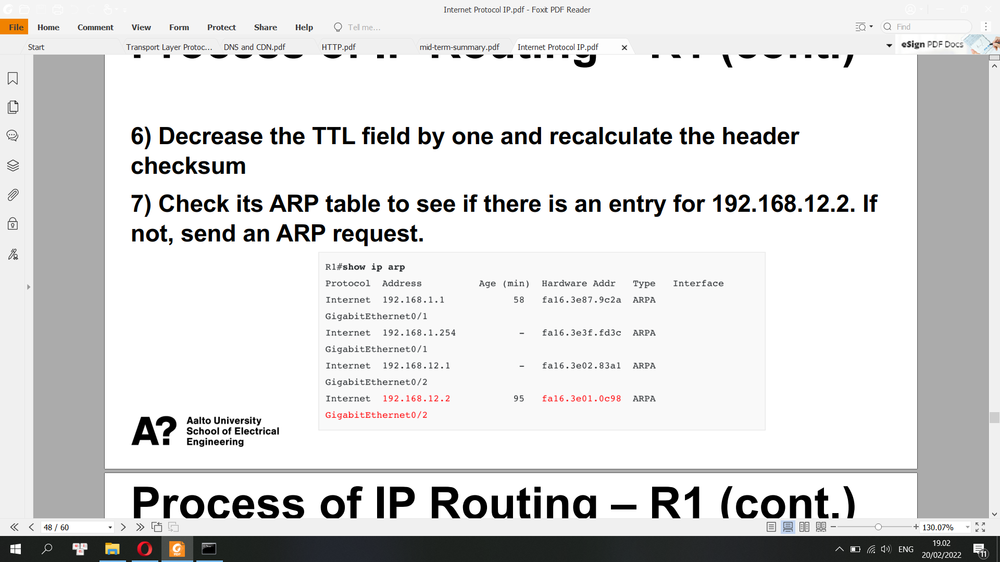 Internet Protocol IP.pdf - Foxit PDF Reader
File Home Comment View Form Protect Share Help Tell me... Find
Start Transport Layer Protoc... DNS and CDN.pdf HTTP.pdf mid-term-summary.pdf Internet Protocol IP.pdf eSign PDF Docs
Process of IP Routing – R1 (cont.)
6) Decrease the TTL field by one and recalculate the header
checksum
7) Check its ARP table to see if there is an entry for 192.168.12.2. If
not, send an ARP request.
R1#show ip arp
Protocol Address Age (min) Hardware Addr Type Interface
Internet 192.168.1.1 58 fa16.3e87.9c2a ARPA
GigabitEthernet0/1
Internet 192.168.1.254 - fa16.3e3f.fd3c ARPA
GigabitEthernet0/1
Internet 192.168.12.1 - fa16.3e02.83a1 ARPA
GigabitEthernet0/2
Internet 192.168.12.2 95 fa16.3e01.0c98 ARPA
GigabitEthernet0/2
A?
Aalto University
School of Electrical
Engineering
Process of IP Routing – R1 (cont.)
48 / 60 130.07%
ENG
19.02
20/02/2022
11